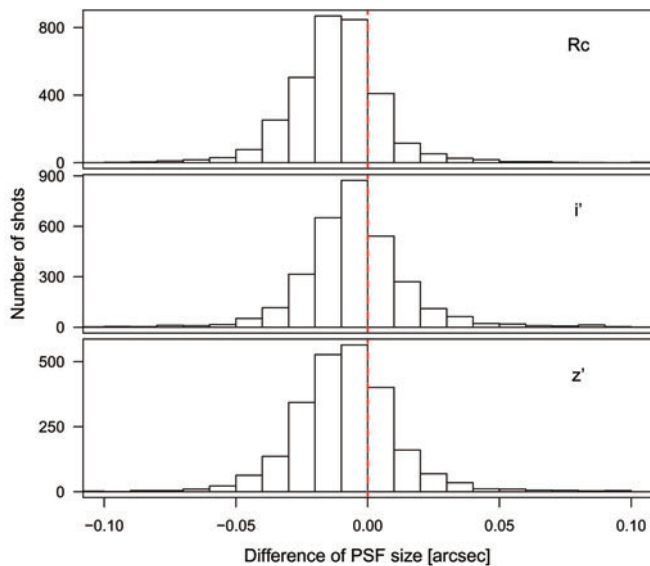 Rc
800
400
0
i’
900
600
300
0
z’
500
250
0
Number of shots
−0.10 −0.05 0.00 0.05 0.10
Difference of PSF size [arcsec]